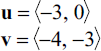 u = ⟨−3, 0⟩
v = ⟨−4, −3⟩